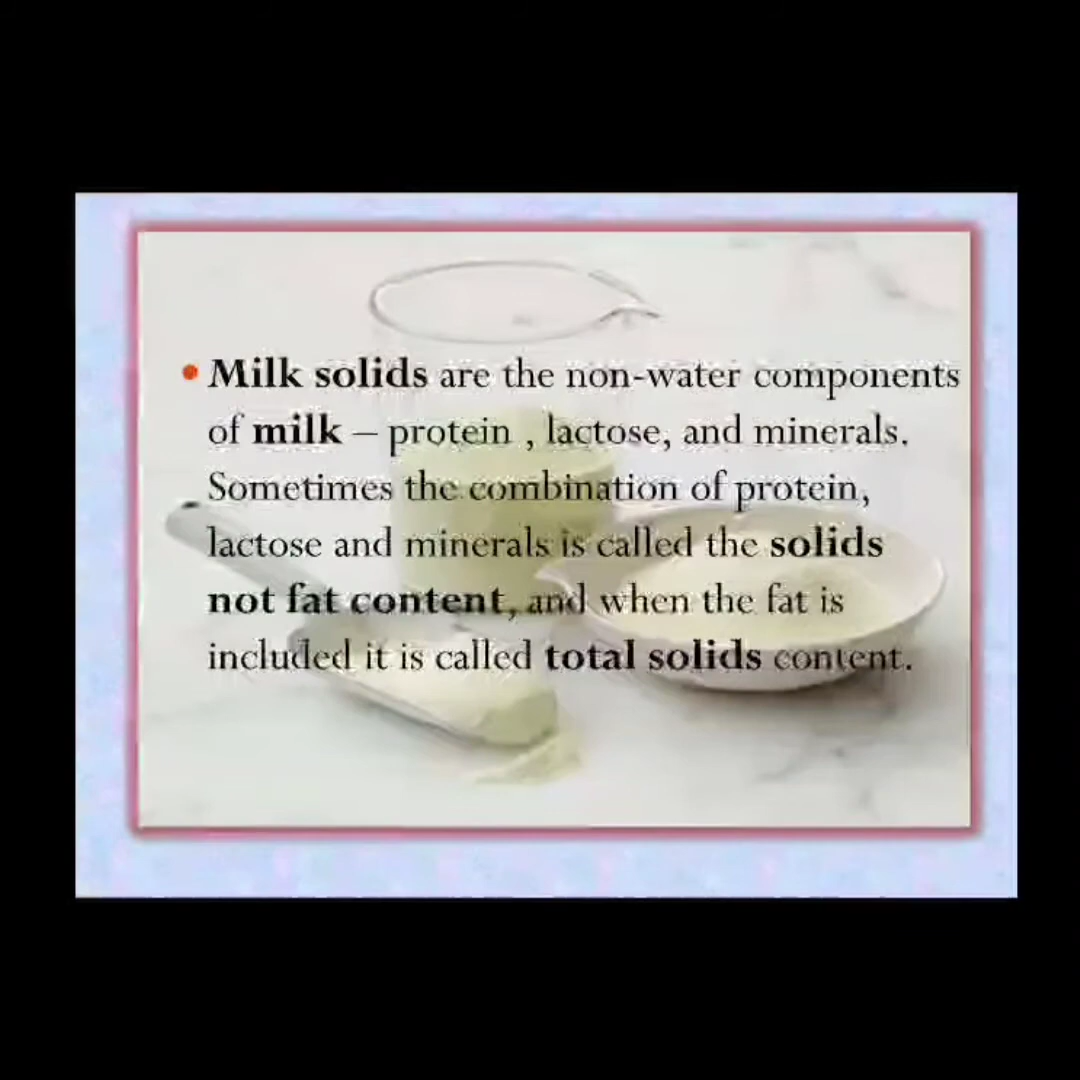 • Milk solids are the non-water components
of milk – protein , lactose, and minerals.
Sometimes the combination of protein,
lactose and minerals is called the solids
not fat content, and when the fat is
included it is called total solids content.